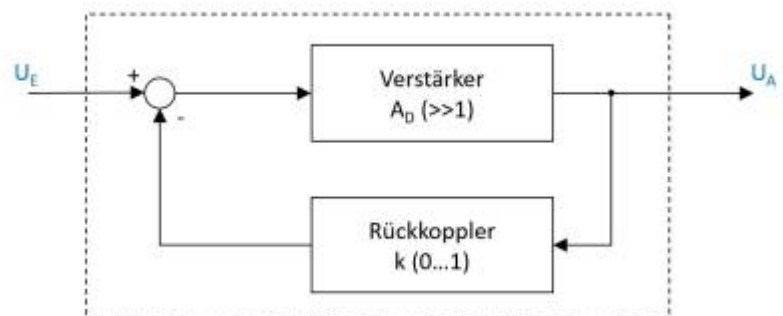 U_E
+
-
Verstärker
A_D (>>1)
U_A
Rückkoppler
k (0...1)